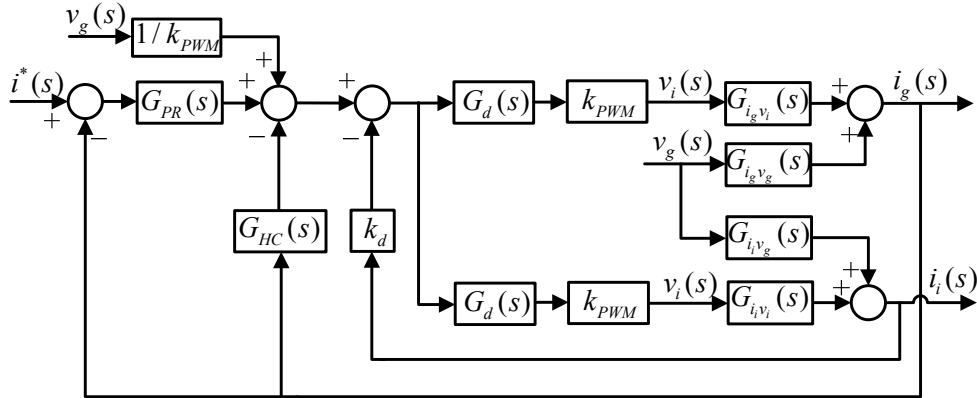 v_g(s)
1/k_PWM
+
i*(s)
+
−
G_PR(s)
+
−
+
−
G_d(s)
k_PWM
v_i(s)
G_{i_g v_i}(s)
+
+
i_g(s)
v_g(s)
G_{i_g v_g}(s)
G_HC(s)
k_d
G_{i_i v_g}(s)
G_d(s)
k_PWM
v_i(s)
G_{i_i v_i}(s)
+
+
i_i(s)